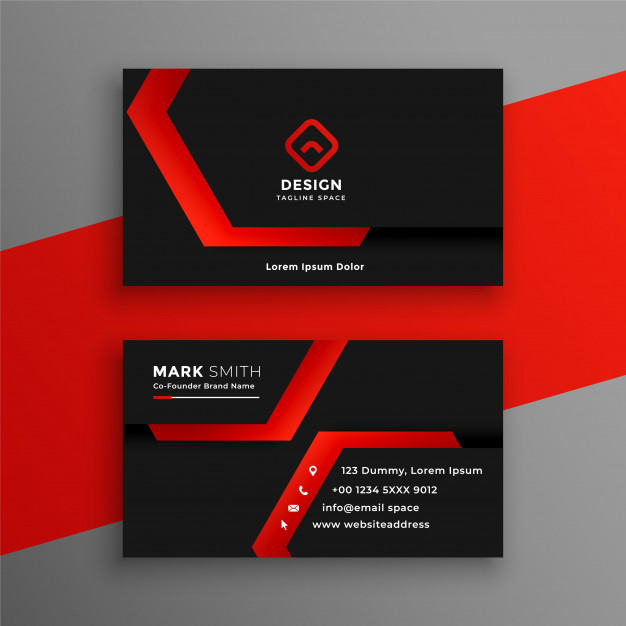 DESIGN
TAGLINE SPACE
Lorem Ipsum Dolor
MARK SMITH
Co-Founder Brand Name
123 Dummy, Lorem Ipsum
+00 1234 5XXX 9012
info@email space
www websiteaddress